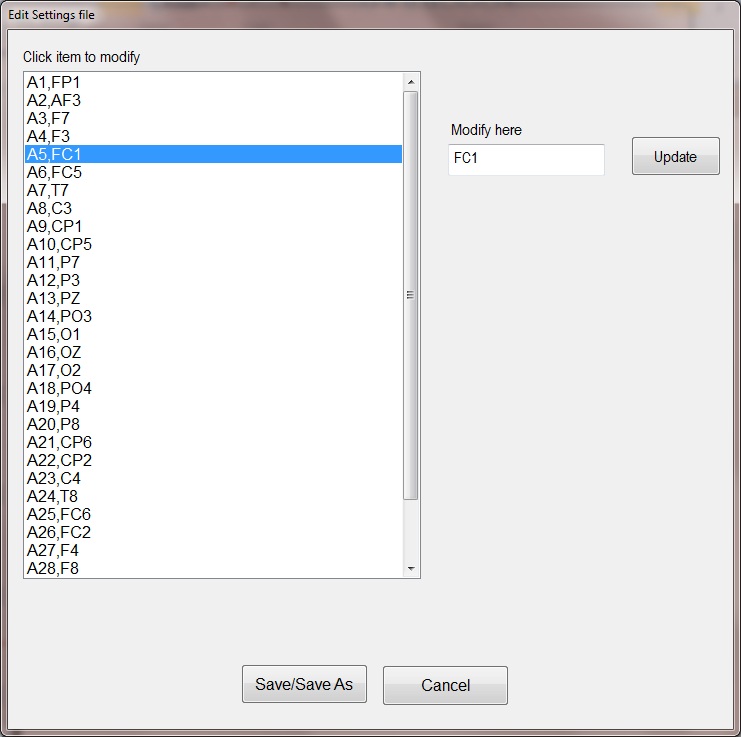 Edit Settings file
Click item to modify
A1,FP1
A2,AF3
A3,F7
A4,F3
A5,FC1
A6,FC5
A7,T7
A8,C3
A9,CP1
A10,CP5
A11,P7
A12,P3
A13,PZ
A14,PO3
A15,O1
A16,OZ
A17,O2
A18,PO4
A19,P4
A20,P8
A21,CP6
A22,CP2
A23,C4
A24,T8
A25,FC6
A26,FC2
A27,F4
A28,F8
Modify here
FC1
Update
Save/Save As
Cancel